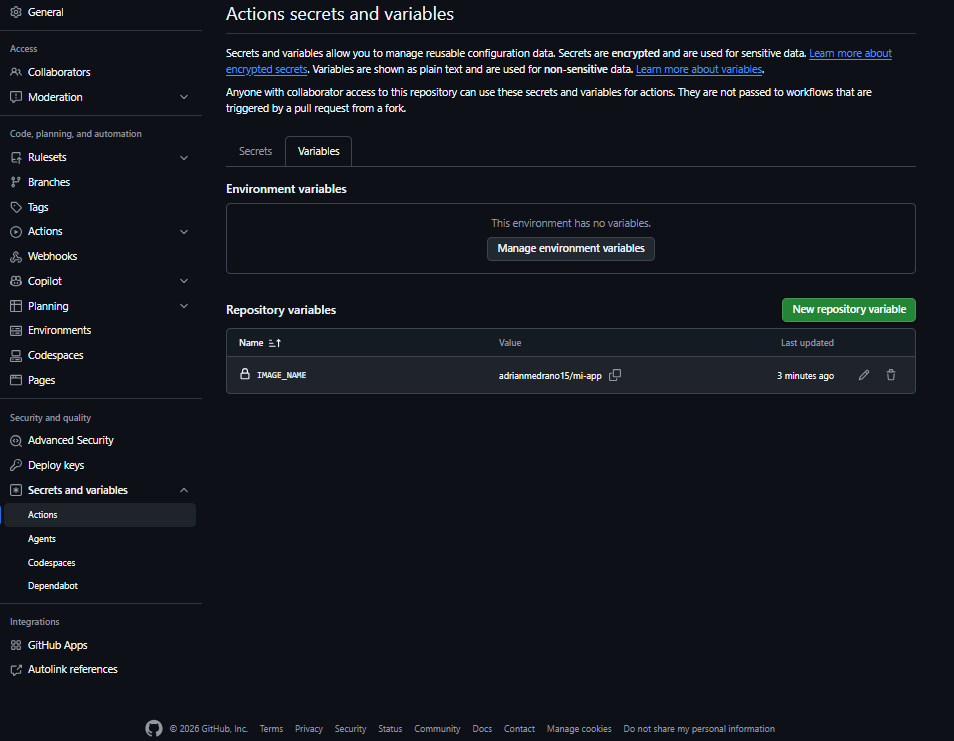 General
Access
Collaborators
Moderation
Code, planning, and automation
Rulesets
Branches
Tags
Actions
Webhooks
Copilot
Planning
Environments
Codespaces
Pages
Security and quality
Advanced Security
Deploy keys
Secrets and variables
Actions
Agents
Codespaces
Dependabot
Integrations
GitHub Apps
Autolink references
Actions secrets and variables
Secrets and variables allow you to manage reusable configuration data. Secrets are encrypted and are used for sensitive data. Learn more about
encrypted secrets. Variables are shown as plain text and are used for non-sensitive data. Learn more about variables.
Anyone with collaborator access to this repository can use these secrets and variables for actions. They are not passed to workflows that are
triggered by a pull request from a fork.
Secrets Variables
Environment variables
This environment has no variables.
Manage environment variables
Repository variables New repository variable
Name Value Last updated
IMAGE_NAME adrianmedrano15/mi-app 3 minutes ago
© 2026 GitHub, Inc. Terms Privacy Security Status Community Docs Contact Manage cookies Do not share my personal information